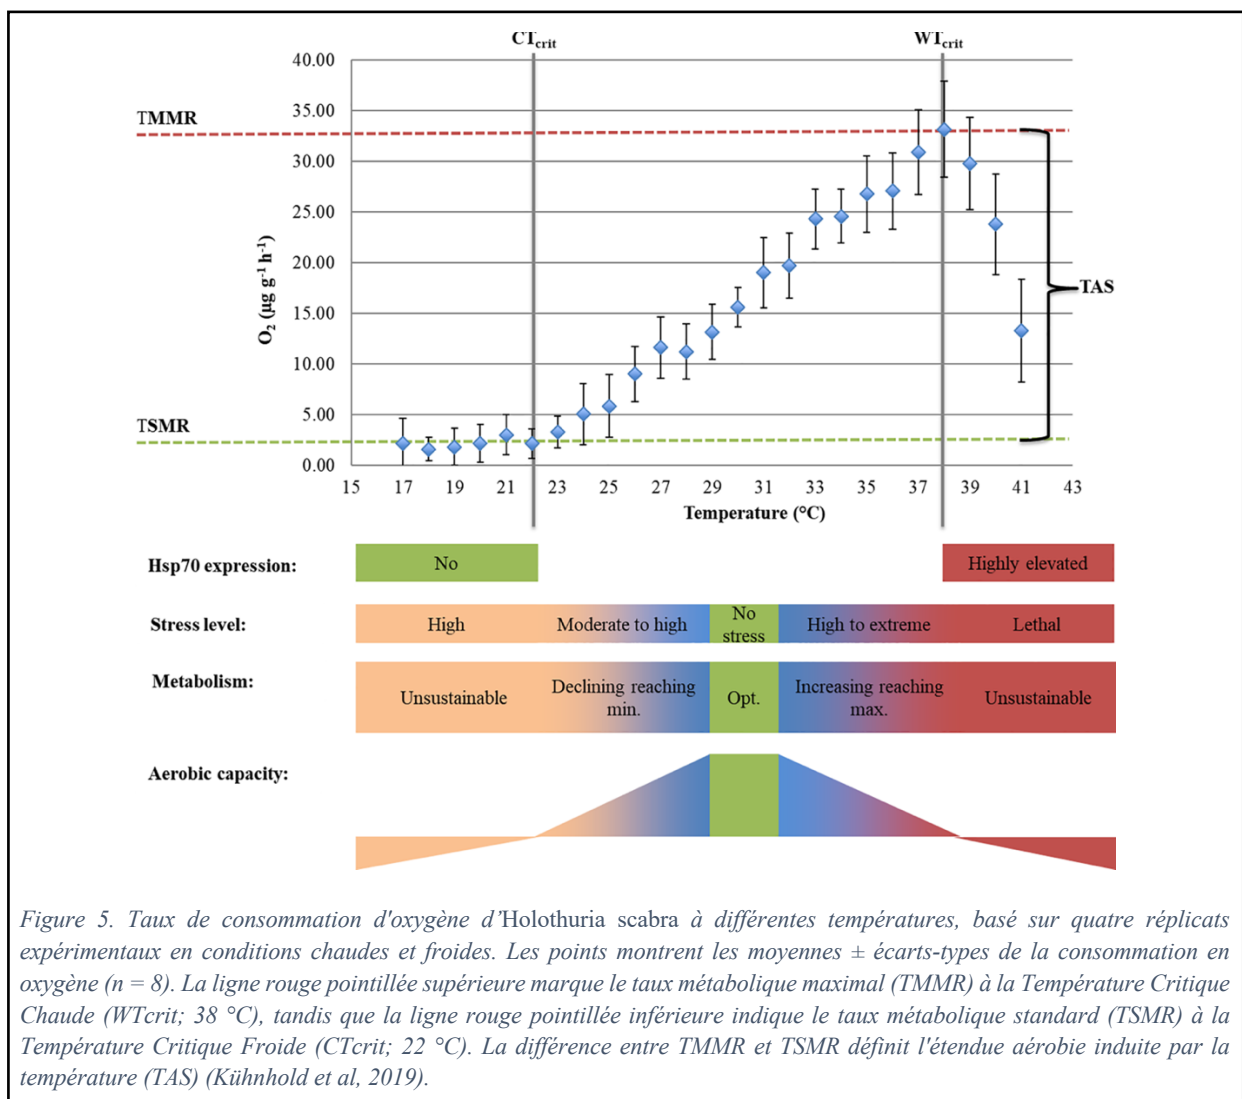 CTcrit WTcrit
40.00
TMMR
35.00
30.00
25.00
20.00
O2 (µg g-1 h-1)
TAS
15.00
10.00
5.00
TSMR
0.00
15 17 19 21 23 25 27 29 31 33 35 37 39 41 43
Temperature (°C)
Hsp70 expression: No Highly elevated
Stress level: High Moderate to high No stress High to extreme Lethal
Metabolism: Unsustainable Declining reaching min. Opt. Increasing reaching max. Unsustainable
Aerobic capacity:
Figure 5. Taux de consommation d'oxygène d'Holothuria scabra à différentes températures, basé sur quatre réplicats
expérimentaux en conditions chaudes et froides. Les points montrent les moyennes ± écarts-types de la consommation en
oxygène (n = 8). La ligne rouge pointillée supérieure marque le taux métabolique maximal (TMMR) à la Température Critique
Chaude (WTcrit; 38 °C), tandis que la ligne rouge pointillée inférieure indique le taux métabolique standard (TSMR) à la
Température Critique Froide (CTcrit; 22 °C). La différence entre TMMR et TSMR définit l'étendue aérobie induite par la
température (TAS) (Kühnhold et al, 2019).